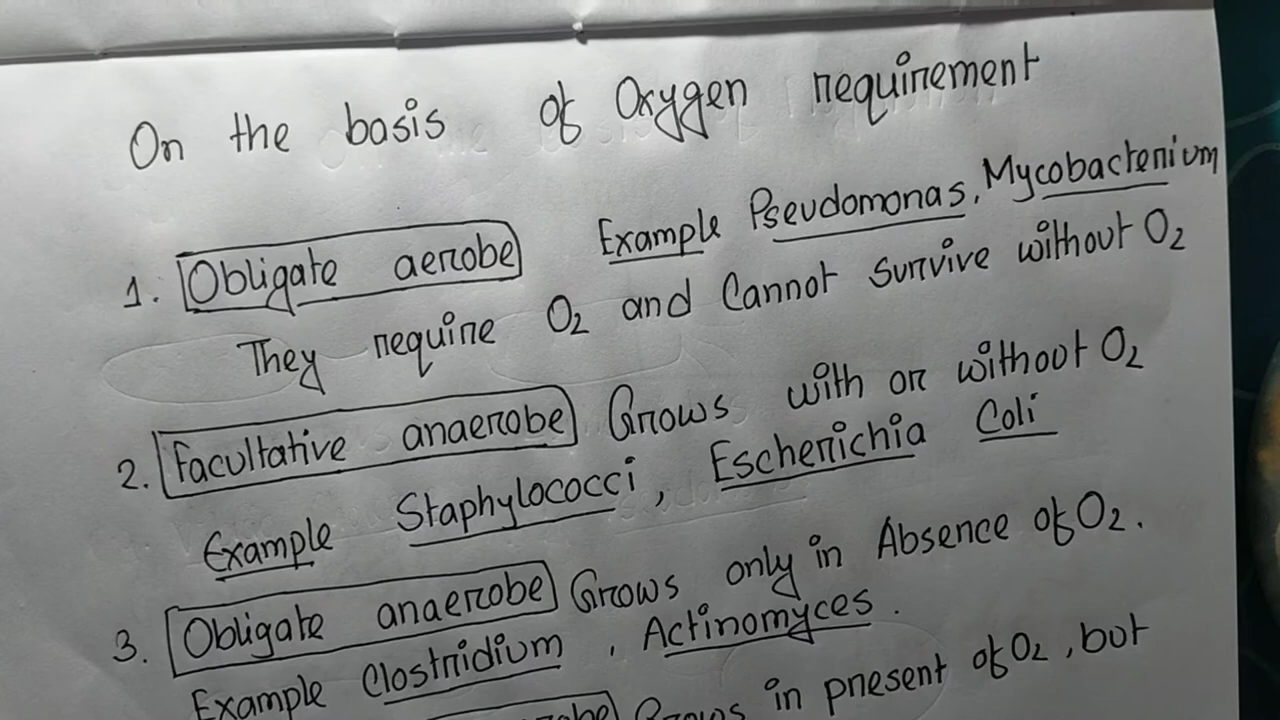 On the basis of Oxygen requirement
1. Obligate aerobe Example Pseudomonas, Mycobacterium
They require O₂ and Cannot survive without O₂
2. Facultative anaerobe Grows with or without O₂
Example Staphylococci, Escherichia Coli
3. Obligate anaerobe Grows only in Absence of O₂.
Example Clostridium, Actinomyces.
Grows in present of O₂, but